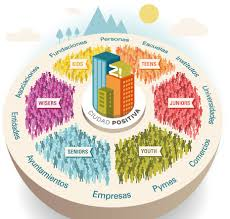 Personas
Escuelas
Institutos
Universidades
Comercios
Pymes
Empresas
Ayuntamientos
Entidades
Asociaciones
Fundaciones
KIDS
TEENS
JUNIORS
YOUTH
SENIORS
WISERS
CIUDAD POSITIVA